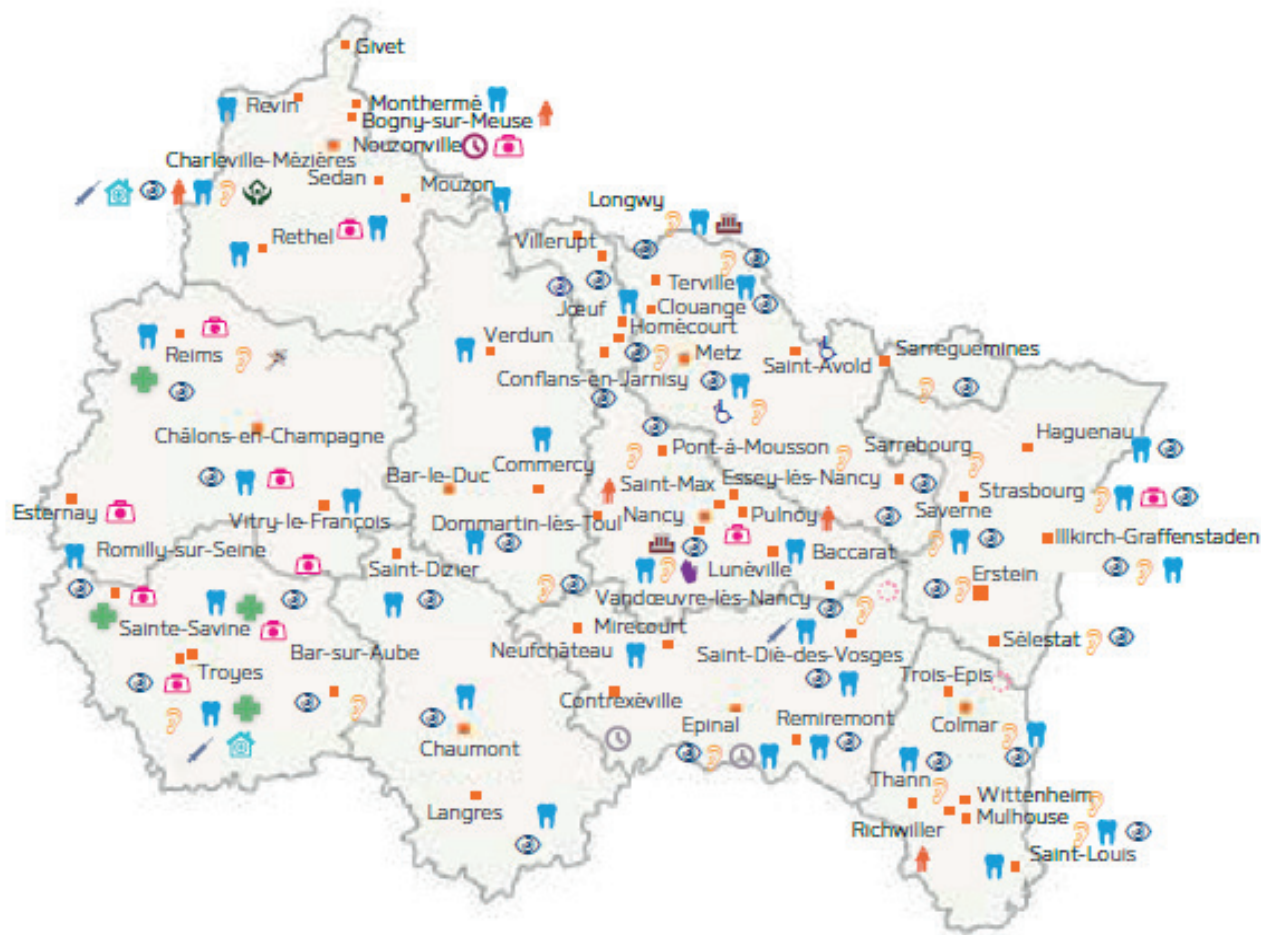 Givet
Revin
Monthermé
Bogny-sur-Meuse
Nouzonville
Charleville-Mézières
Sedan
Mouzon
Longwy
Rethel
Villerupt
Terville
Jœuf
Clouange
Homécourt
Verdun
Metz
Reims
Saint-Avold
Sarreguemines
Conflans-en-Jarnisy
Châlons-en-Champagne
Pont-à-Mousson
Sarrebourg
Haguenau
Commercy
Bar-le-Duc
Essey-lès-Nancy
Saint-Max
Strasbourg
Esternay
Vitry-le-François
Dommartin-lès-Toul
Nancy
Pulnoy
Saverne
Illkirch-Graffenstaden
Romilly-sur-Seine
Saint-Dizier
Lunéville
Baccarat
Erstein
Vandœuvre-lès-Nancy
Sainte-Savine
Mirecourt
Sélestat
Bar-sur-Aube
Neufchâteau
Saint-Dié-des-Vosges
Troyes
Trois-Epis
Contrexéville
Epinal
Remiremont
Colmar
Chaumont
Thann
Wittenheim
Langres
Mulhouse
Richwiller
Saint-Louis